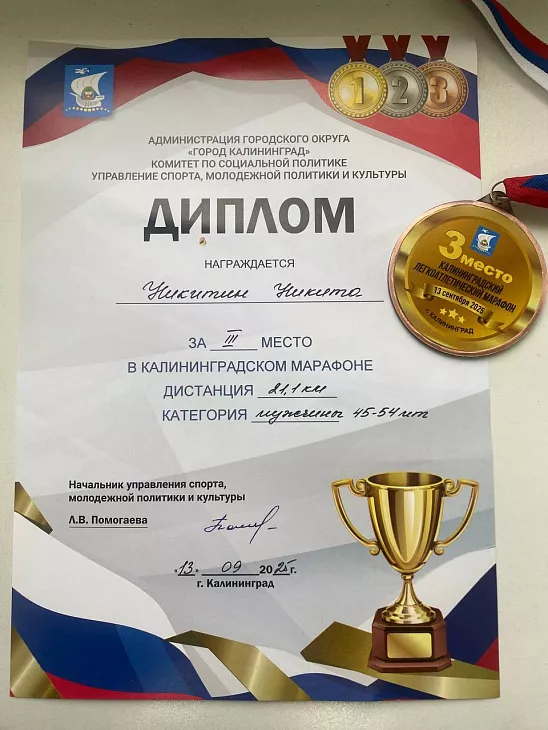 1
2
3
АДМИНИСТРАЦИЯ ГОРОДСКОГО ОКРУГА
«ГОРОД КАЛИНИНГРАД»
КОМИТЕТ ПО СОЦИАЛЬНОЙ ПОЛИТИКЕ
УПРАВЛЕНИЕ СПОРТА, МОЛОДЕЖНОЙ ПОЛИТИКИ И КУЛЬТУРЫ
ДИПЛОМ
НАГРАЖДАЕТСЯ
Никитин Никита
ЗА III МЕСТО
В КАЛИНИНГРАДСКОМ МАРАФОНЕ
ДИСТАНЦИЯ 21,1 км
КАТЕГОРИЯ мужчины 45-54 лет
Начальник управления спорта,
молодежной политики и культуры
Л.В. Помогаева
«13» 09 2025г.
г. Калининград
3 место
КАЛИНИНГРАДСКИЙ
ЛЕГКОАТЛЕТИЧЕСКИЙ МАРАФОН
13 сентября 2025
г. КАЛИНИНГРАД